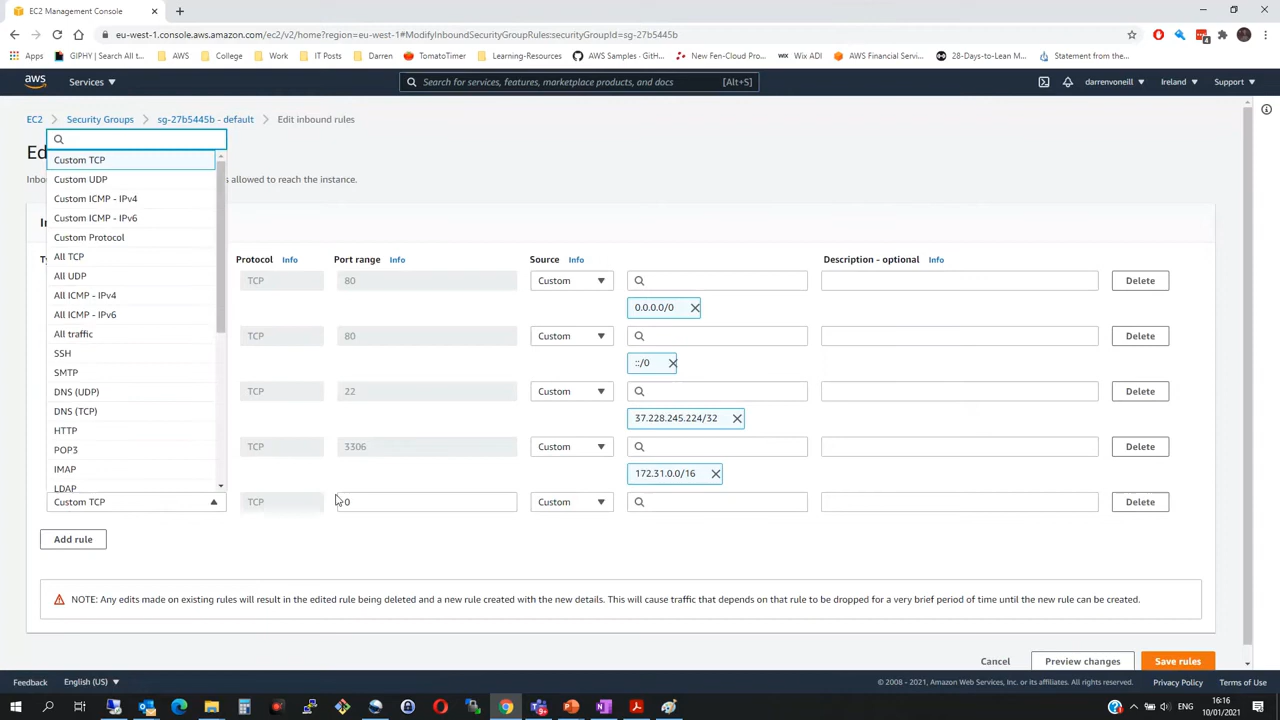 EC2 Management Console
eu-west-1.console.aws.amazon.com/ec2/v2/home?region=eu-west-1#ModifyInboundSecurityGroupRules:securityGroupId=sg-27b5445b
Apps GIPHY | Search All t... AWS College Work IT Posts TomatoTimer Learning-Resources AWS Samples · GitH... New Fen-Cloud Pro... Wix ADI AWS Financial Servi... 28-Days-to-Lean M... Statement from the...
aws Services Search for services, features, marketplace products, and docs [Alt+S] darrenvoneill Ireland Support
EC2 Security Groups sg-27b5445b - default Edit inbound rules
Ed
Inbo s allowed to reach the instance.
Custom TCP
Custom UDP
Custom ICMP - IPv4
Custom ICMP - IPv6
Custom Protocol
All TCP
All UDP
All ICMP - IPv4
All ICMP - IPv6
All traffic
SSH
SMTP
DNS (UDP)
DNS (TCP)
HTTP
POP3
IMAP
LDAP
Protocol Info Port range Info Source Info Description - optional Info
TCP 80 Custom Delete
0.0.0.0/0
TCP 80 Custom Delete
::/0
TCP 22 Custom Delete
37.228.245.224/32
TCP 3306 Custom Delete
172.31.0.0/16
Custom TCP TCP 0 Custom Delete
Add rule
NOTE: Any edits made on existing rules will result in the edited rule being deleted and a new rule created with the new details. This will cause traffic that depends on that rule to be dropped for a very brief period of time until the new rule can be created.
Cancel Preview changes Save rules
Feedback English (US) © 2008 - 2021, Amazon Web Services, Inc. or its affiliates. All rights reserved. Privacy Policy Terms of Use
16:16
ENG
10/01/2021